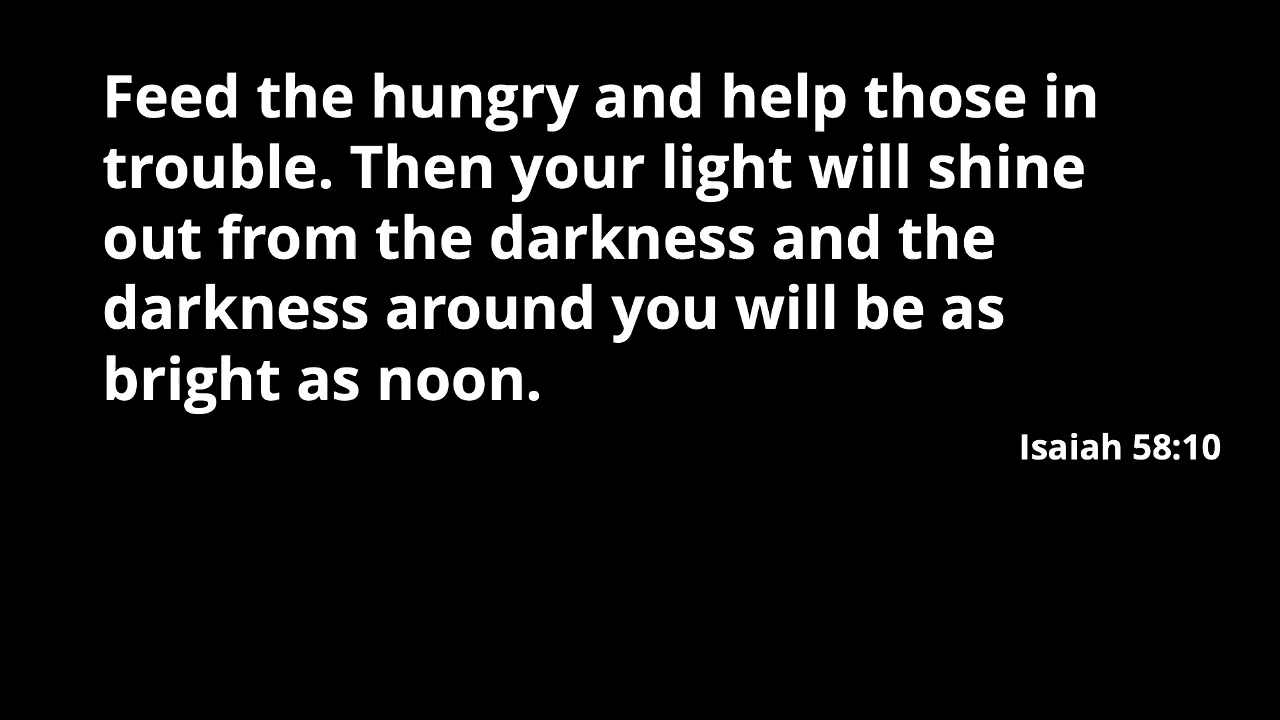 Feed the hungry and help those in
trouble. Then your light will shine
out from the darkness and the
darkness around you will be as
bright as noon.
Isaiah 58:10